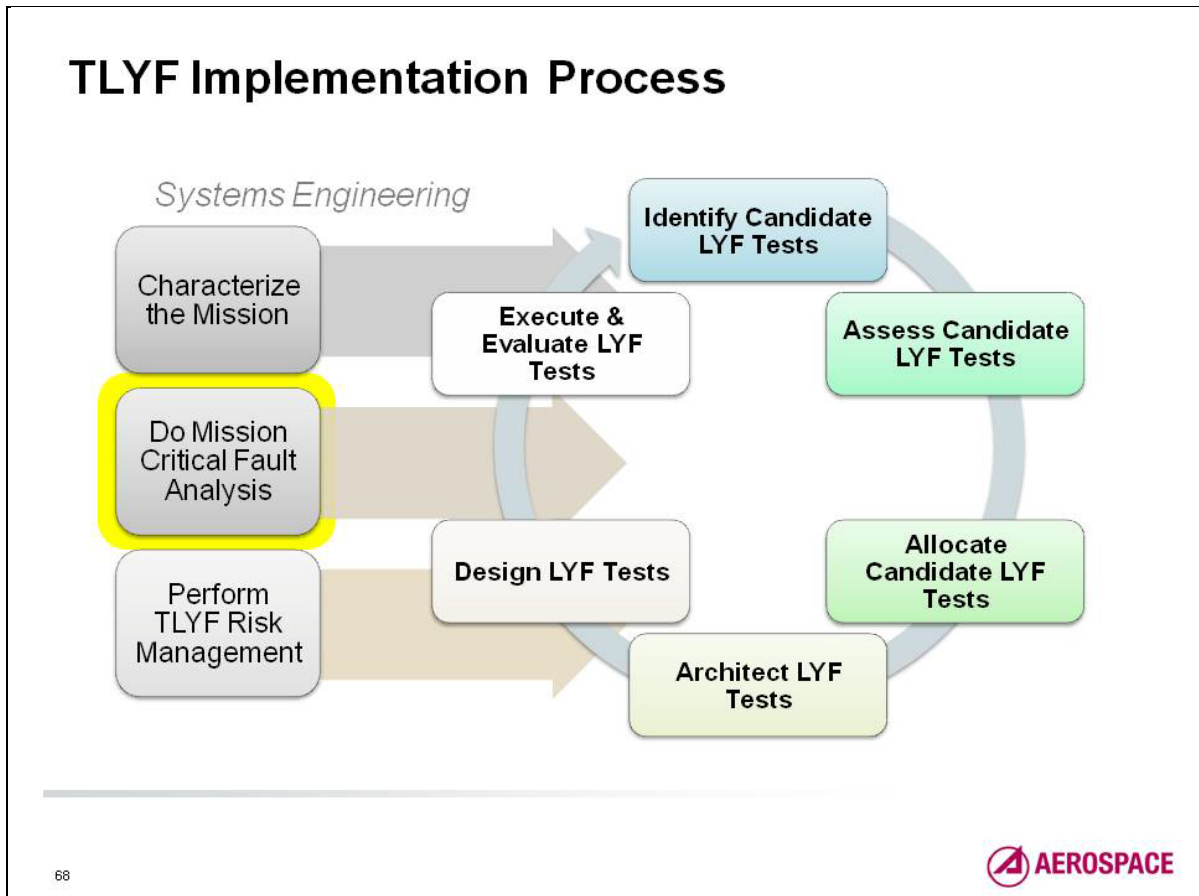 TLYF Implementation Process
Systems Engineering
Characterize
the Mission
Do Mission
Critical Fault
Analysis
Perform
TLYF Risk
Management
Identify Candidate
LYF Tests
Assess Candidate
LYF Tests
Allocate
Candidate LYF
Tests
Architect LYF
Tests
Design LYF Tests
Execute &
Evaluate LYF
Tests
68
AEROSPACE